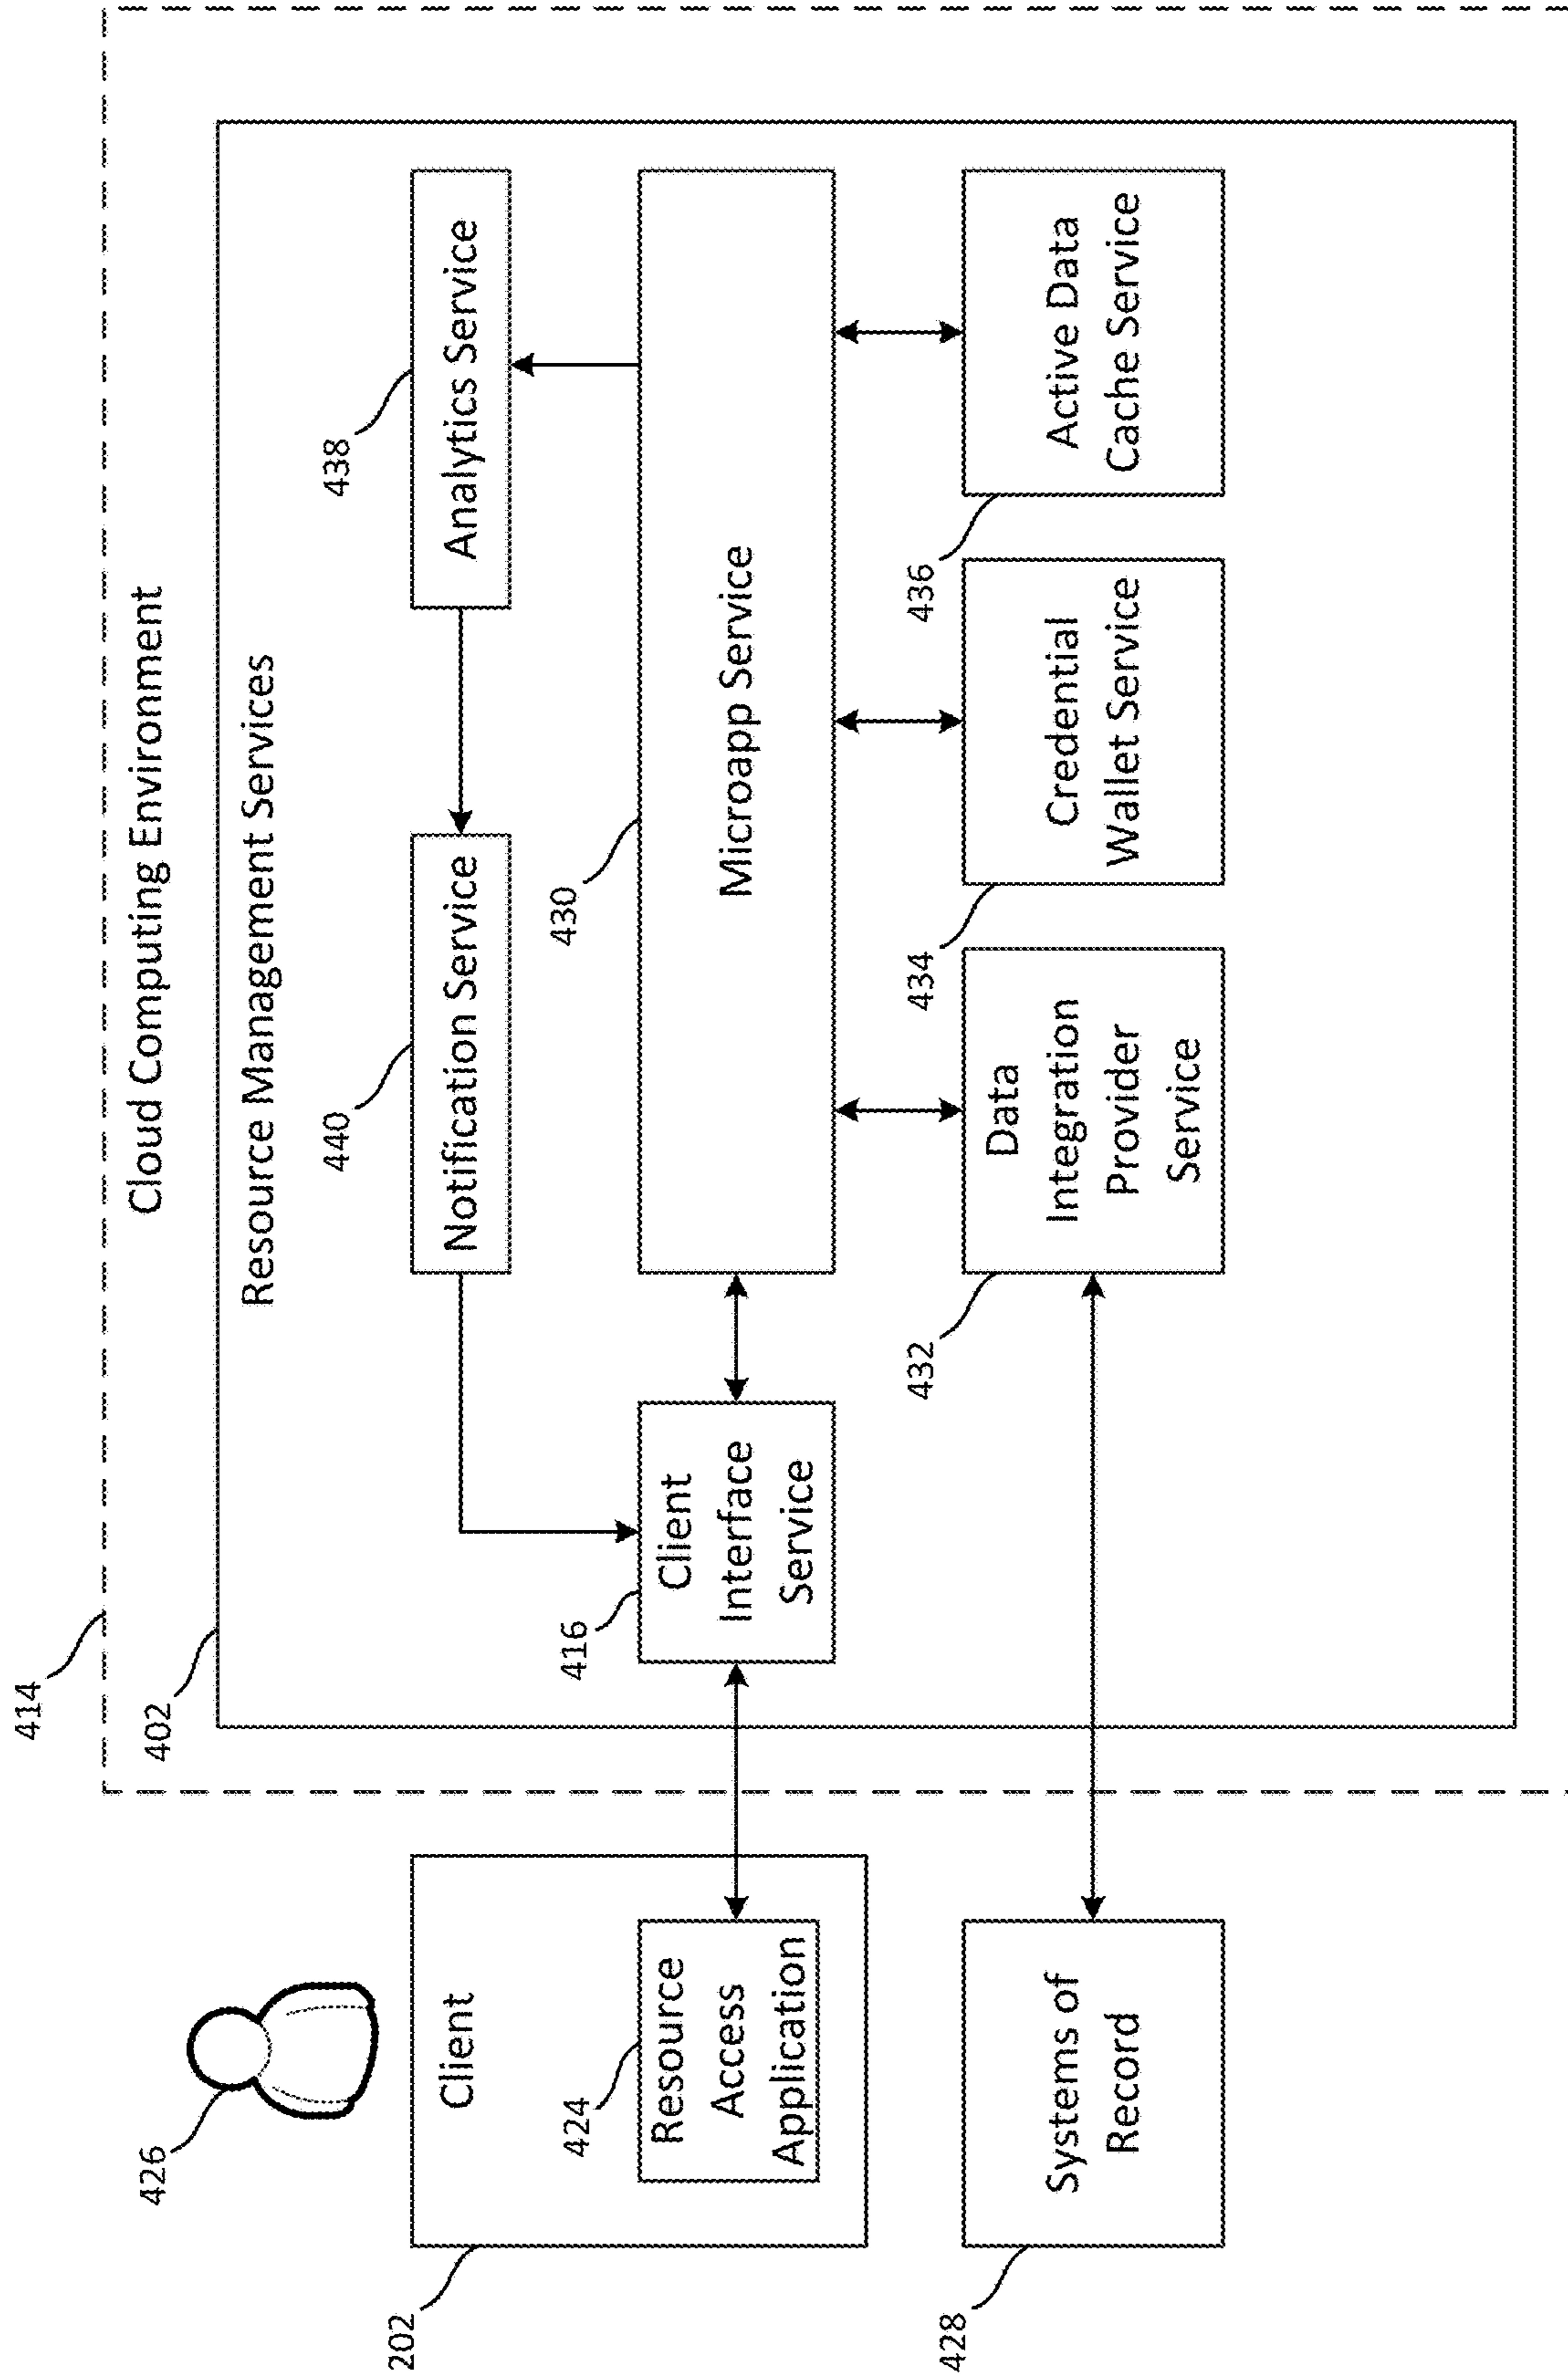 414
Cloud Computing Environment
402
Resource Management Services
426
202
Client
424
Resource
Access
Application
428
Systems of
Record
416
Client
Interface
Service
440
Notification Service
438
Analytics Service
430
Microapp Service
432
Data
Integration
Provider
Service
434
Credential
Wallet Service
436
Active Data
Cache Service